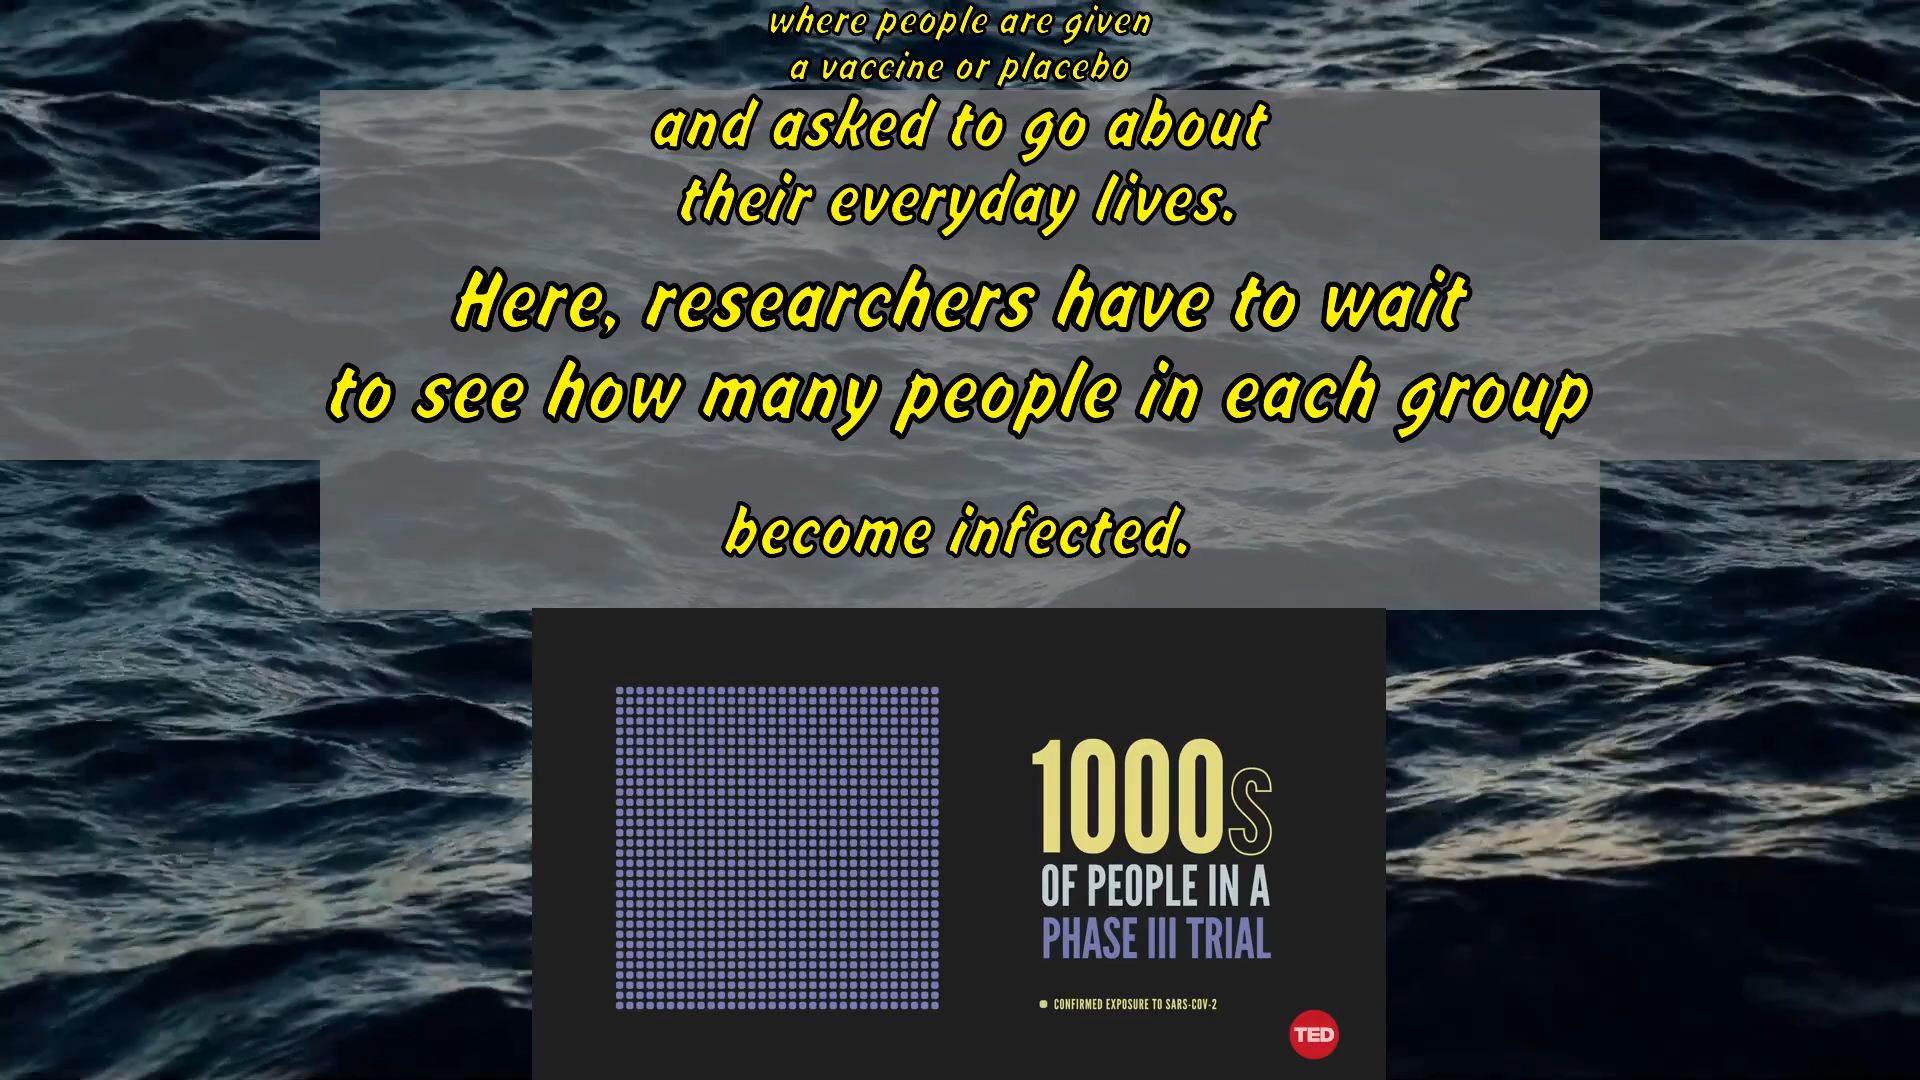 where people are given
a vaccine or placebo
and asked to go about
their everyday lives.
Here, researchers have to wait
to see how many people in each group
become infected.
1000s
OF PEOPLE IN A
PHASE III TRIAL
CONFIRMED EXPOSURE TO SARS-COV-2
TED